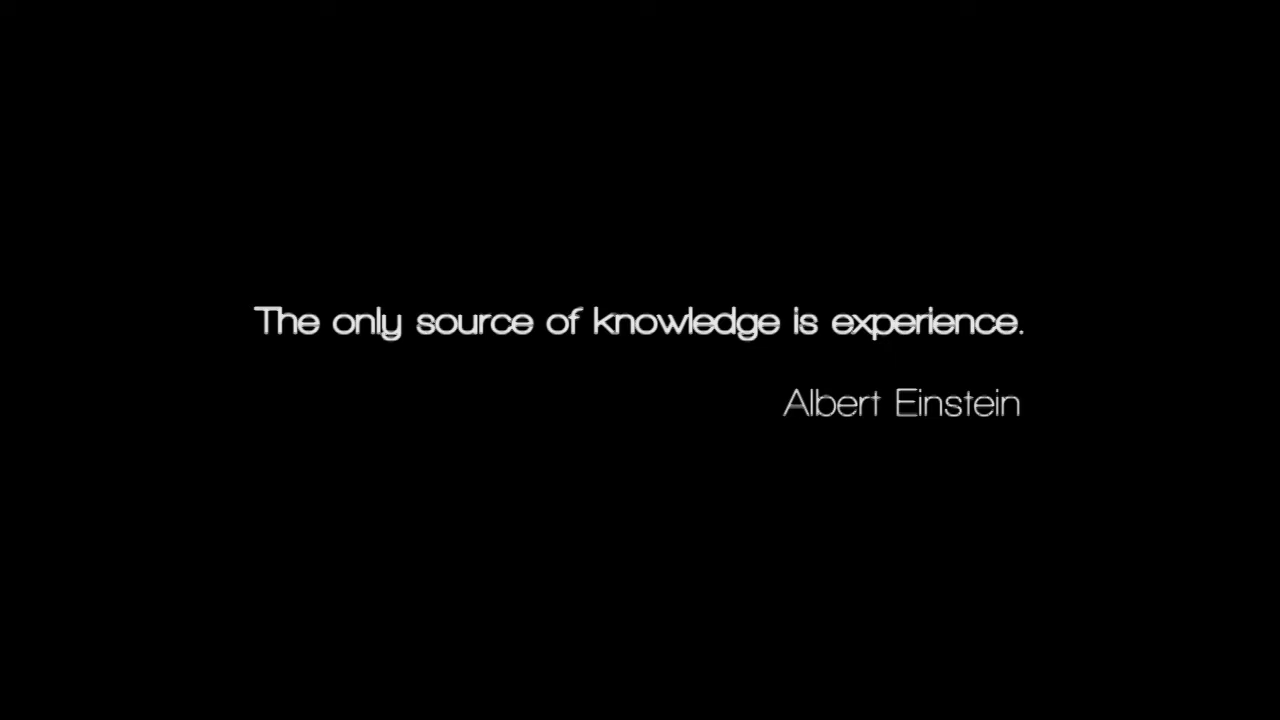 The only source of knowledge is experience.
Albert Einstein